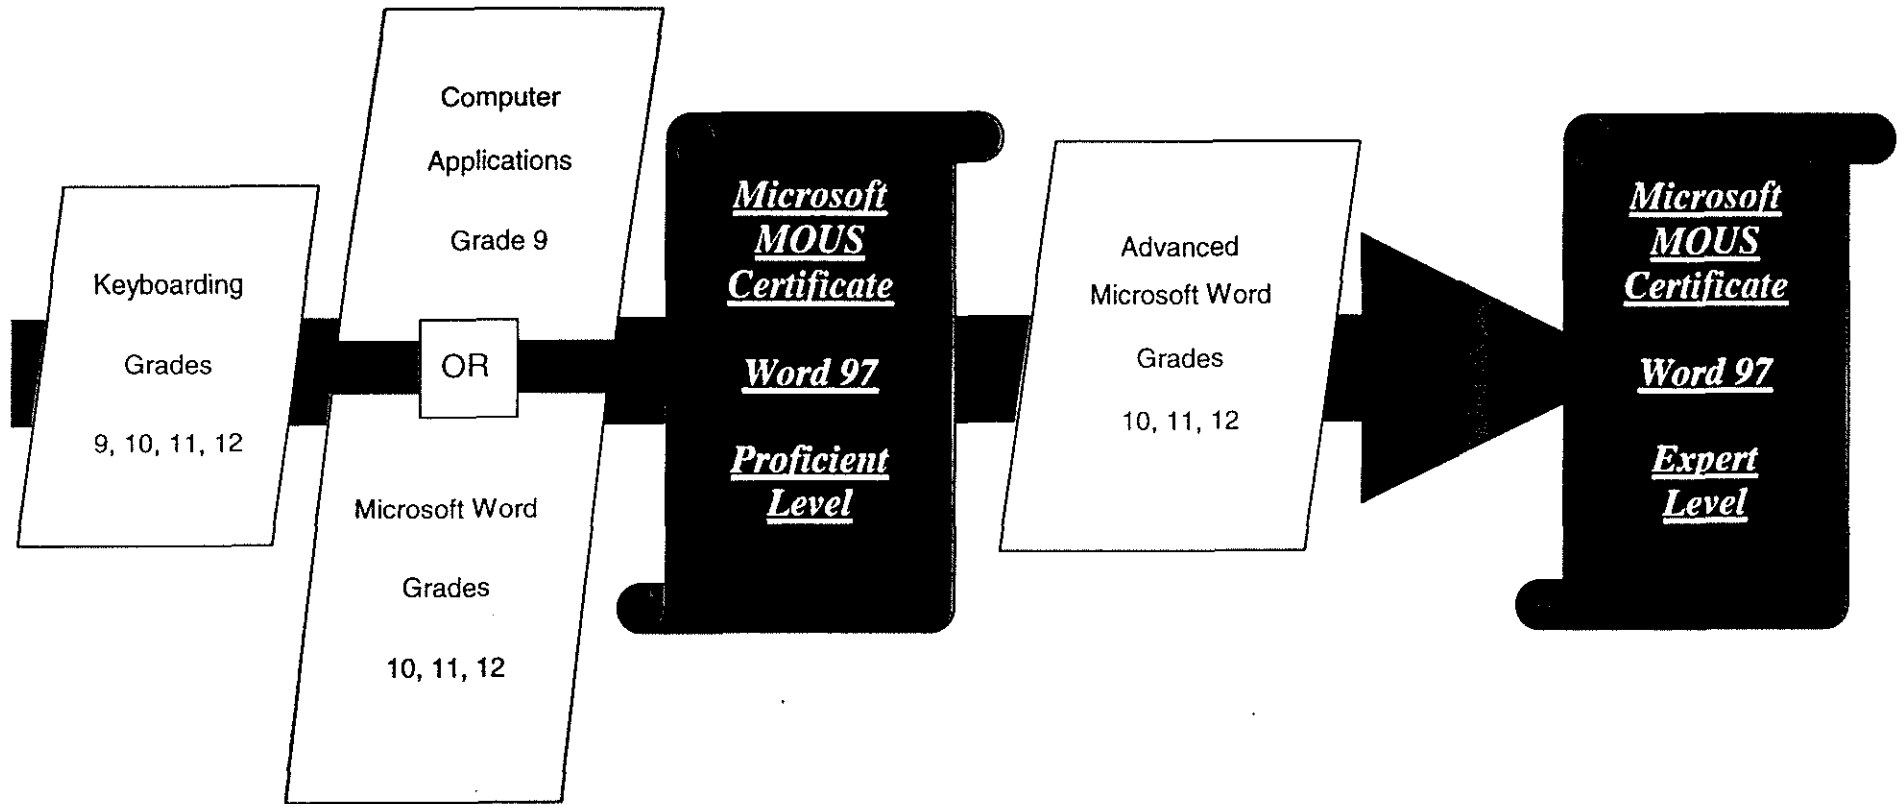 Keyboarding
Grades
9, 10, 11, 12
Computer
Applications
Grade 9
OR
Microsoft Word
Grades
10, 11, 12
Microsoft
MOUS
Certificate
Word 97
Proficient
Level
Advanced
Microsoft Word
Grades
10, 11, 12
Microsoft
MOUS
Certificate
Word 97
Expert
Level